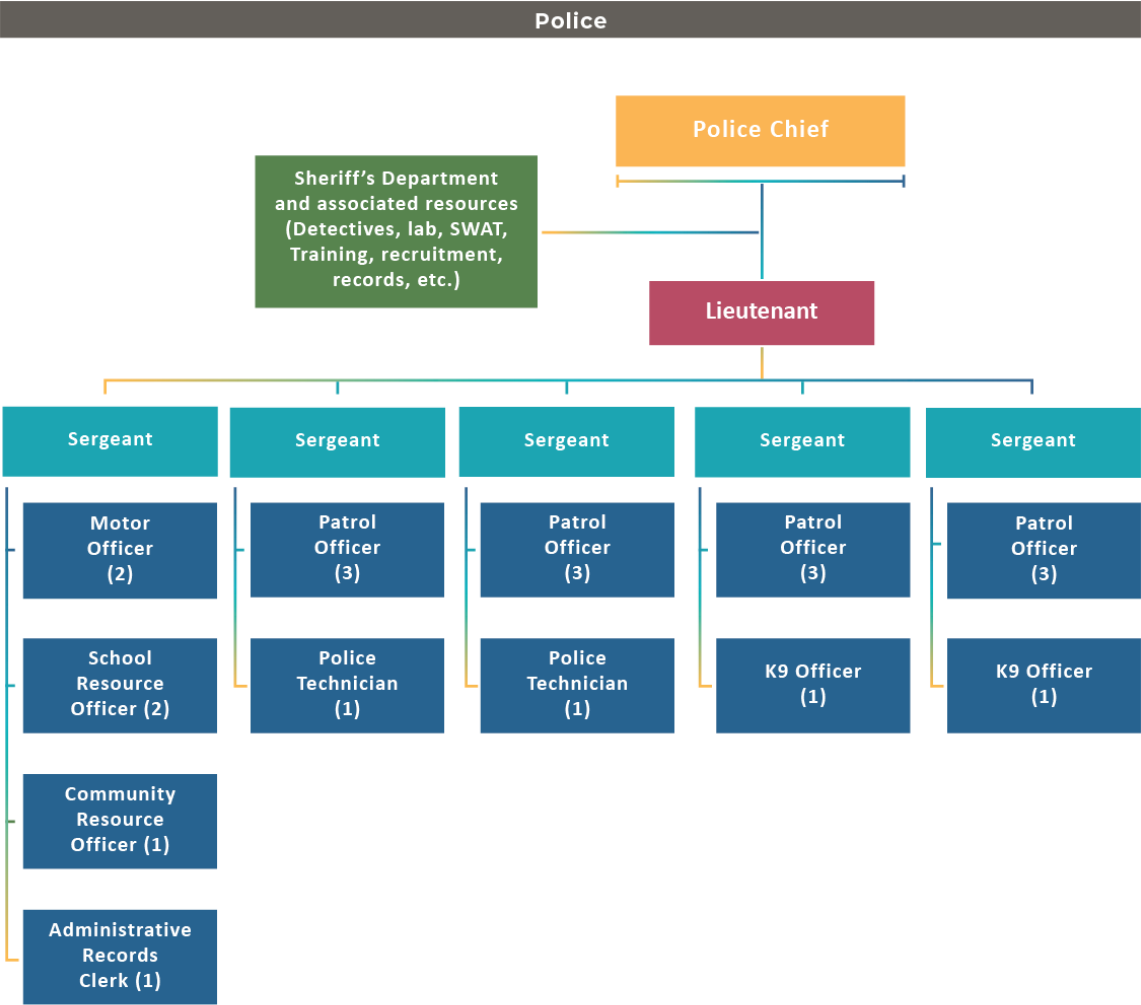 Police
Police Chief
Sheriff’s Department
and associated resources
(Detectives, lab, SWAT,
Training, recruitment,
records, etc.)
Lieutenant
Sergeant
Motor
Officer
(2)
School
Resource
Officer (2)
Community
Resource
Officer (1)
Administrative
Records
Clerk (1)
Sergeant
Patrol
Officer
(3)
Police
Technician
(1)
Sergeant
Patrol
Officer
(3)
Police
Technician
(1)
Sergeant
Patrol
Officer
(3)
K9 Officer
(1)
Sergeant
Patrol
Officer
(3)
K9 Officer
(1)